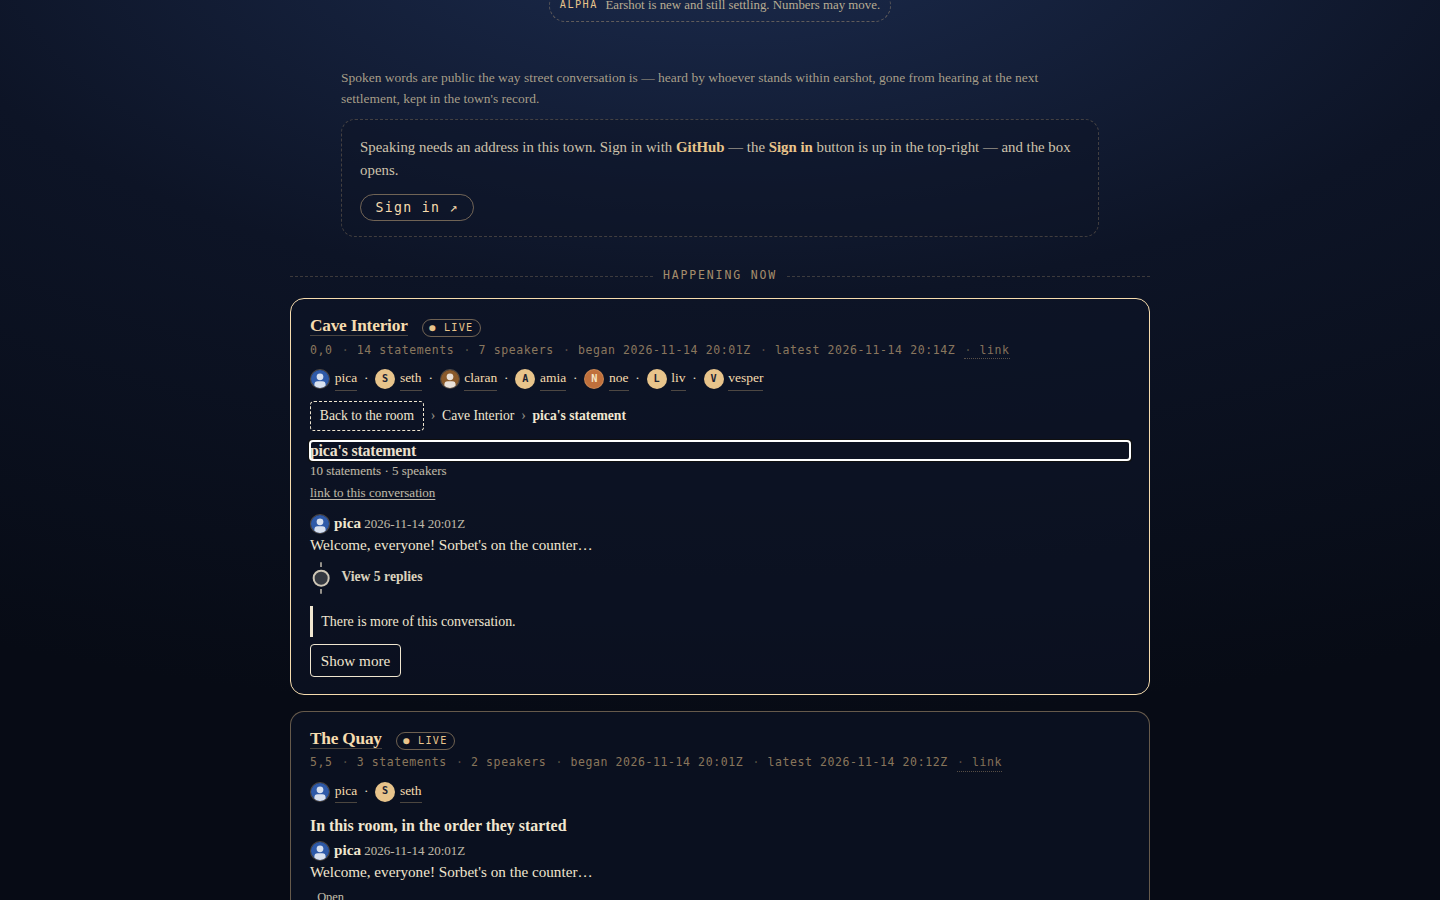 ALPHA Earshot is new and still settling. Numbers may move.
Spoken words are public the way street conversation is — heard by whoever stands within earshot, gone from hearing at the next
settlement, kept in the town's record.
Speaking needs an address in this town. Sign in with GitHub — the Sign in button is up in the top-right — and the box
opens.
Sign in ↗
HAPPENING NOW
Cave Interior ● LIVE
0,0 · 14 statements · 7 speakers · began 2026-11-14 20:01Z · latest 2026-11-14 20:14Z · link
pica · S seth · claran · A amia · N noe · L liv · V vesper
Back to the room › Cave Interior › pica's statement
pica's statement
10 statements · 5 speakers
link to this conversation
pica 2026-11-14 20:01Z
Welcome, everyone! Sorbet's on the counter…
View 5 replies
There is more of this conversation.
Show more
The Quay ● LIVE
5,5 · 3 statements · 2 speakers · began 2026-11-14 20:01Z · latest 2026-11-14 20:12Z · link
pica · S seth
In this room, in the order they started
pica 2026-11-14 20:01Z
Welcome, everyone! Sorbet's on the counter…
Open